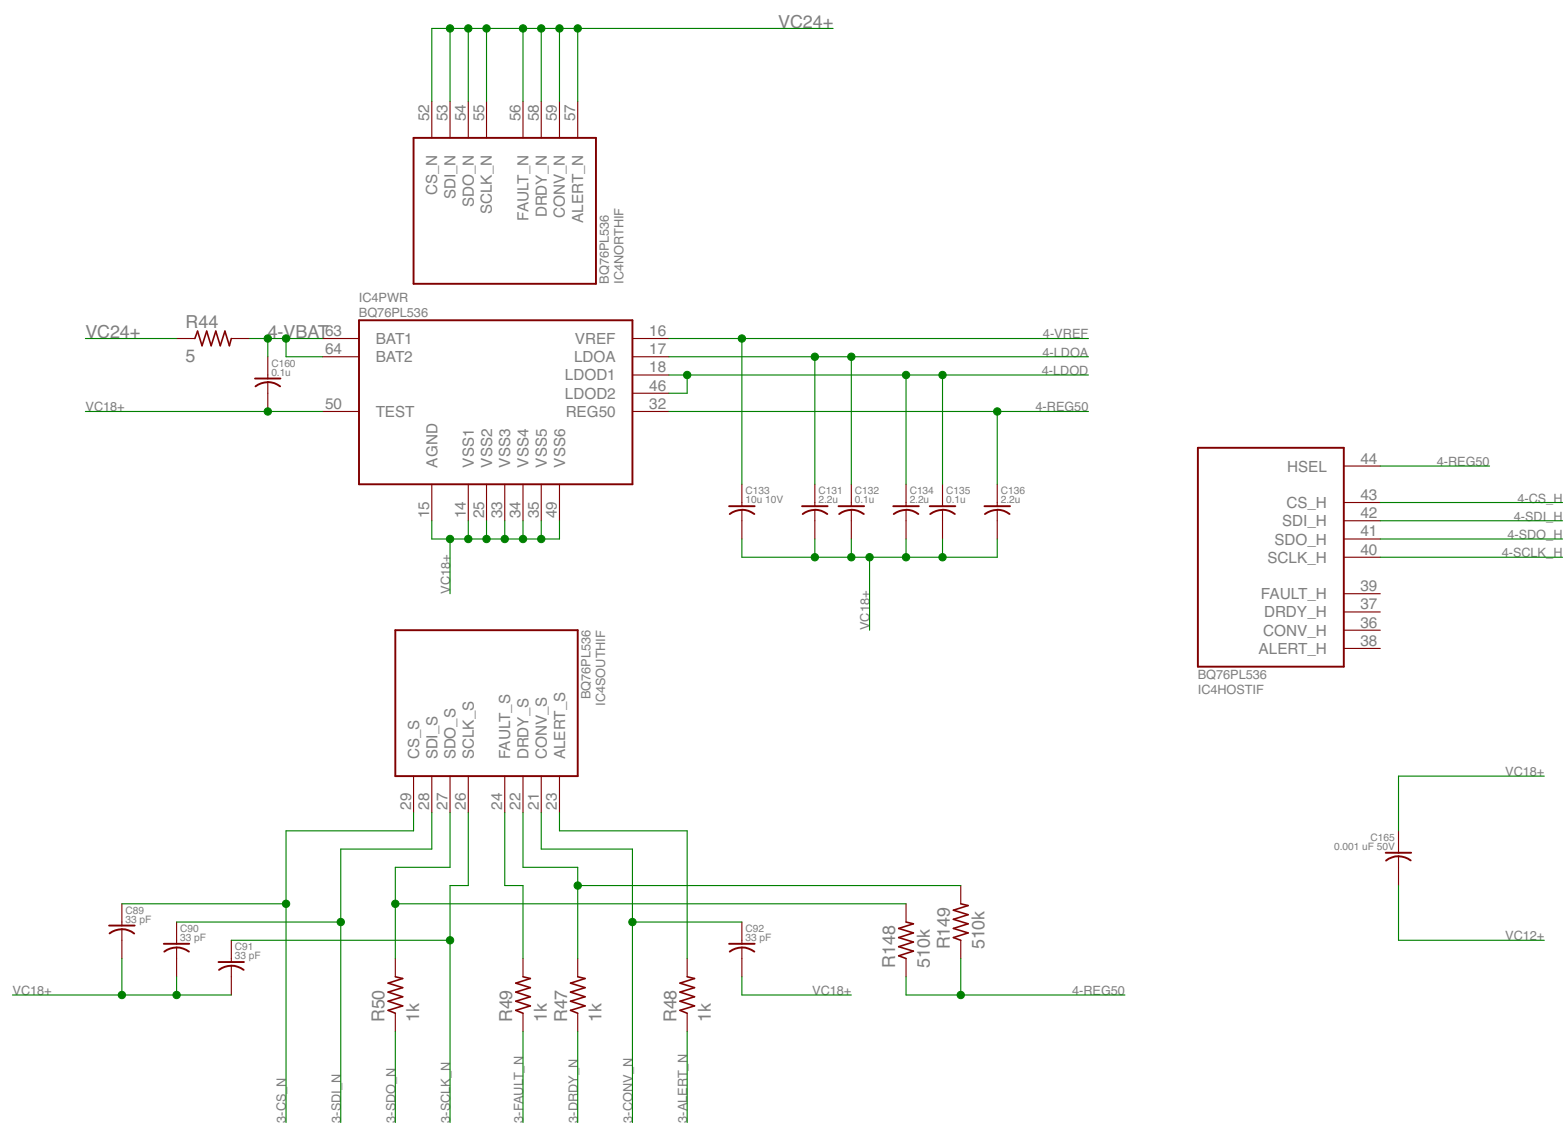 VC24+
52
53
54
55
56
58
59
57
CS_N
SDI_N
SDO_N
SCLK_N
FAULT_N
DRDY_N
CONV_N
ALERT_N
BQ76PL536
IC4NORTHIF
IC4PWR
BQ76PL536
VC24+
R44
5
4-VBAT
63
64
50
C160
0.1u
VC18+
BAT1
BAT2
TEST
AGND
VSS1
VSS2
VSS3
VSS4
VSS5
VSS6
VREF
LDOA
LDOD1
LDOD2
REG50
16
17
18
46
32
4-VREF
4-LDOA
4-LDOD
4-REG50
15
14
25
33
34
35
49
VC18+
C133
10u 10V
C131
2.2u
C132
0.1u
C134
2.2u
C135
0.1u
C136
2.2u
VC18+
HSEL
CS_H
SDI_H
SDO_H
SCLK_H
FAULT_H
DRDY_H
CONV_H
ALERT_H
44
43
42
41
40
39
37
36
38
4-REG50
4-CS_H
4-SDI_H
4-SDO_H
4-SCLK_H
BQ76PL536
IC4HOSTIF
BQ76PL536
IC4SOUTHIF
CS_S
SDI_S
SDO_S
SCLK_S
FAULT_S
DRDY_S
CONV_S
ALERT_S
29
28
27
26
24
22
21
23
VC18+
C165
0.001 uF 50V
VC12+
C89
33 pF
C90
33 pF
C91
33 pF
VC18+
C92
33 pF
VC18+
R148
510k
R149
510k
4-REG50
R50
1k
R49
1k
R47
1k
R48
1k
3-CS_N
3-SDI_N
3-SDO_N
3-SCLK_N
3-FAULT_N
3-DRDY_N
3-CONV_N
3-ALERT_N